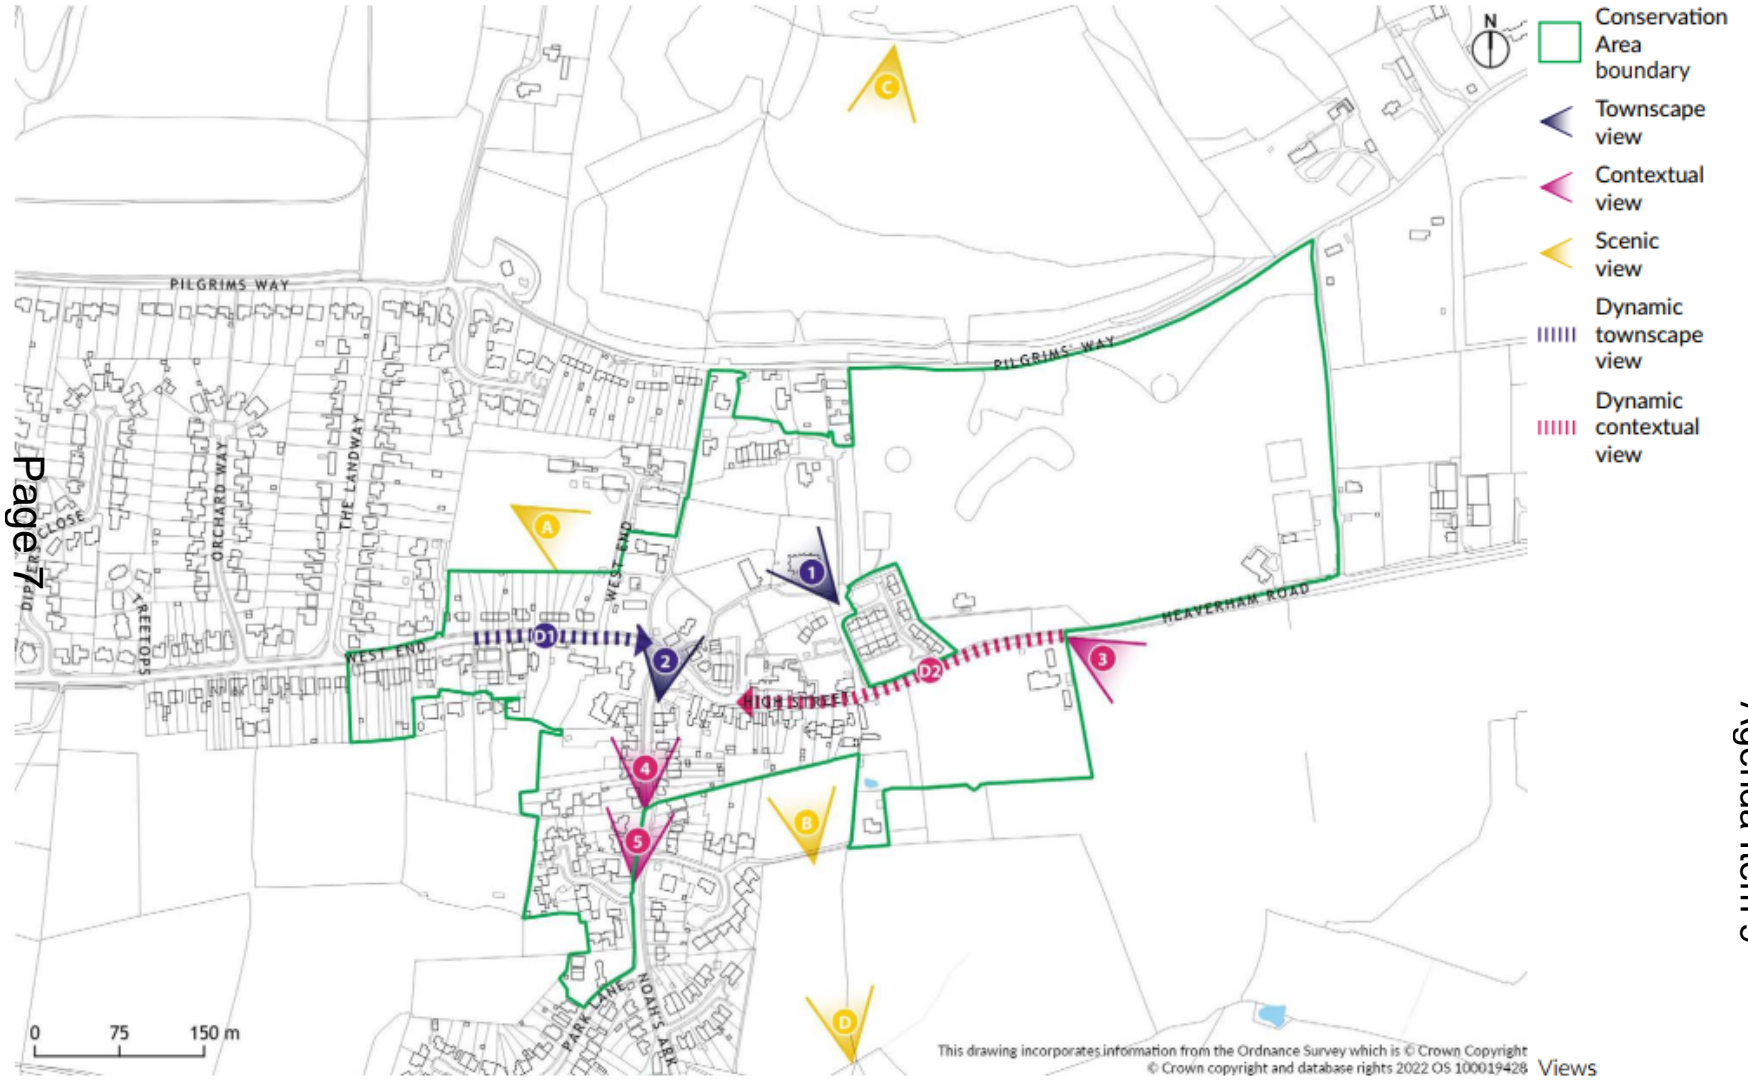 Conservation
Area
boundary
Townscape
view
Contextual
view
Scenic
view
Dynamic
townscape
view
Dynamic
contextual
view
N
C
PILGRIMS WAY
PILGRIMS' WAY
ORCHARD WAY
THE LANDWAY
CLOSE
TREETOPS
WEST END
WEST END
HIGH STREET
HEAVERHAM ROAD
PARK LANE
NOAH'S ARK
A
1
D1
2
D2
3
4
5
B
D
0 75 150 m
Page 7
This drawing incorporates information from the Ordnance Survey which is © Crown Copyright
© Crown copyright and database rights 2022 OS 100019428
Views